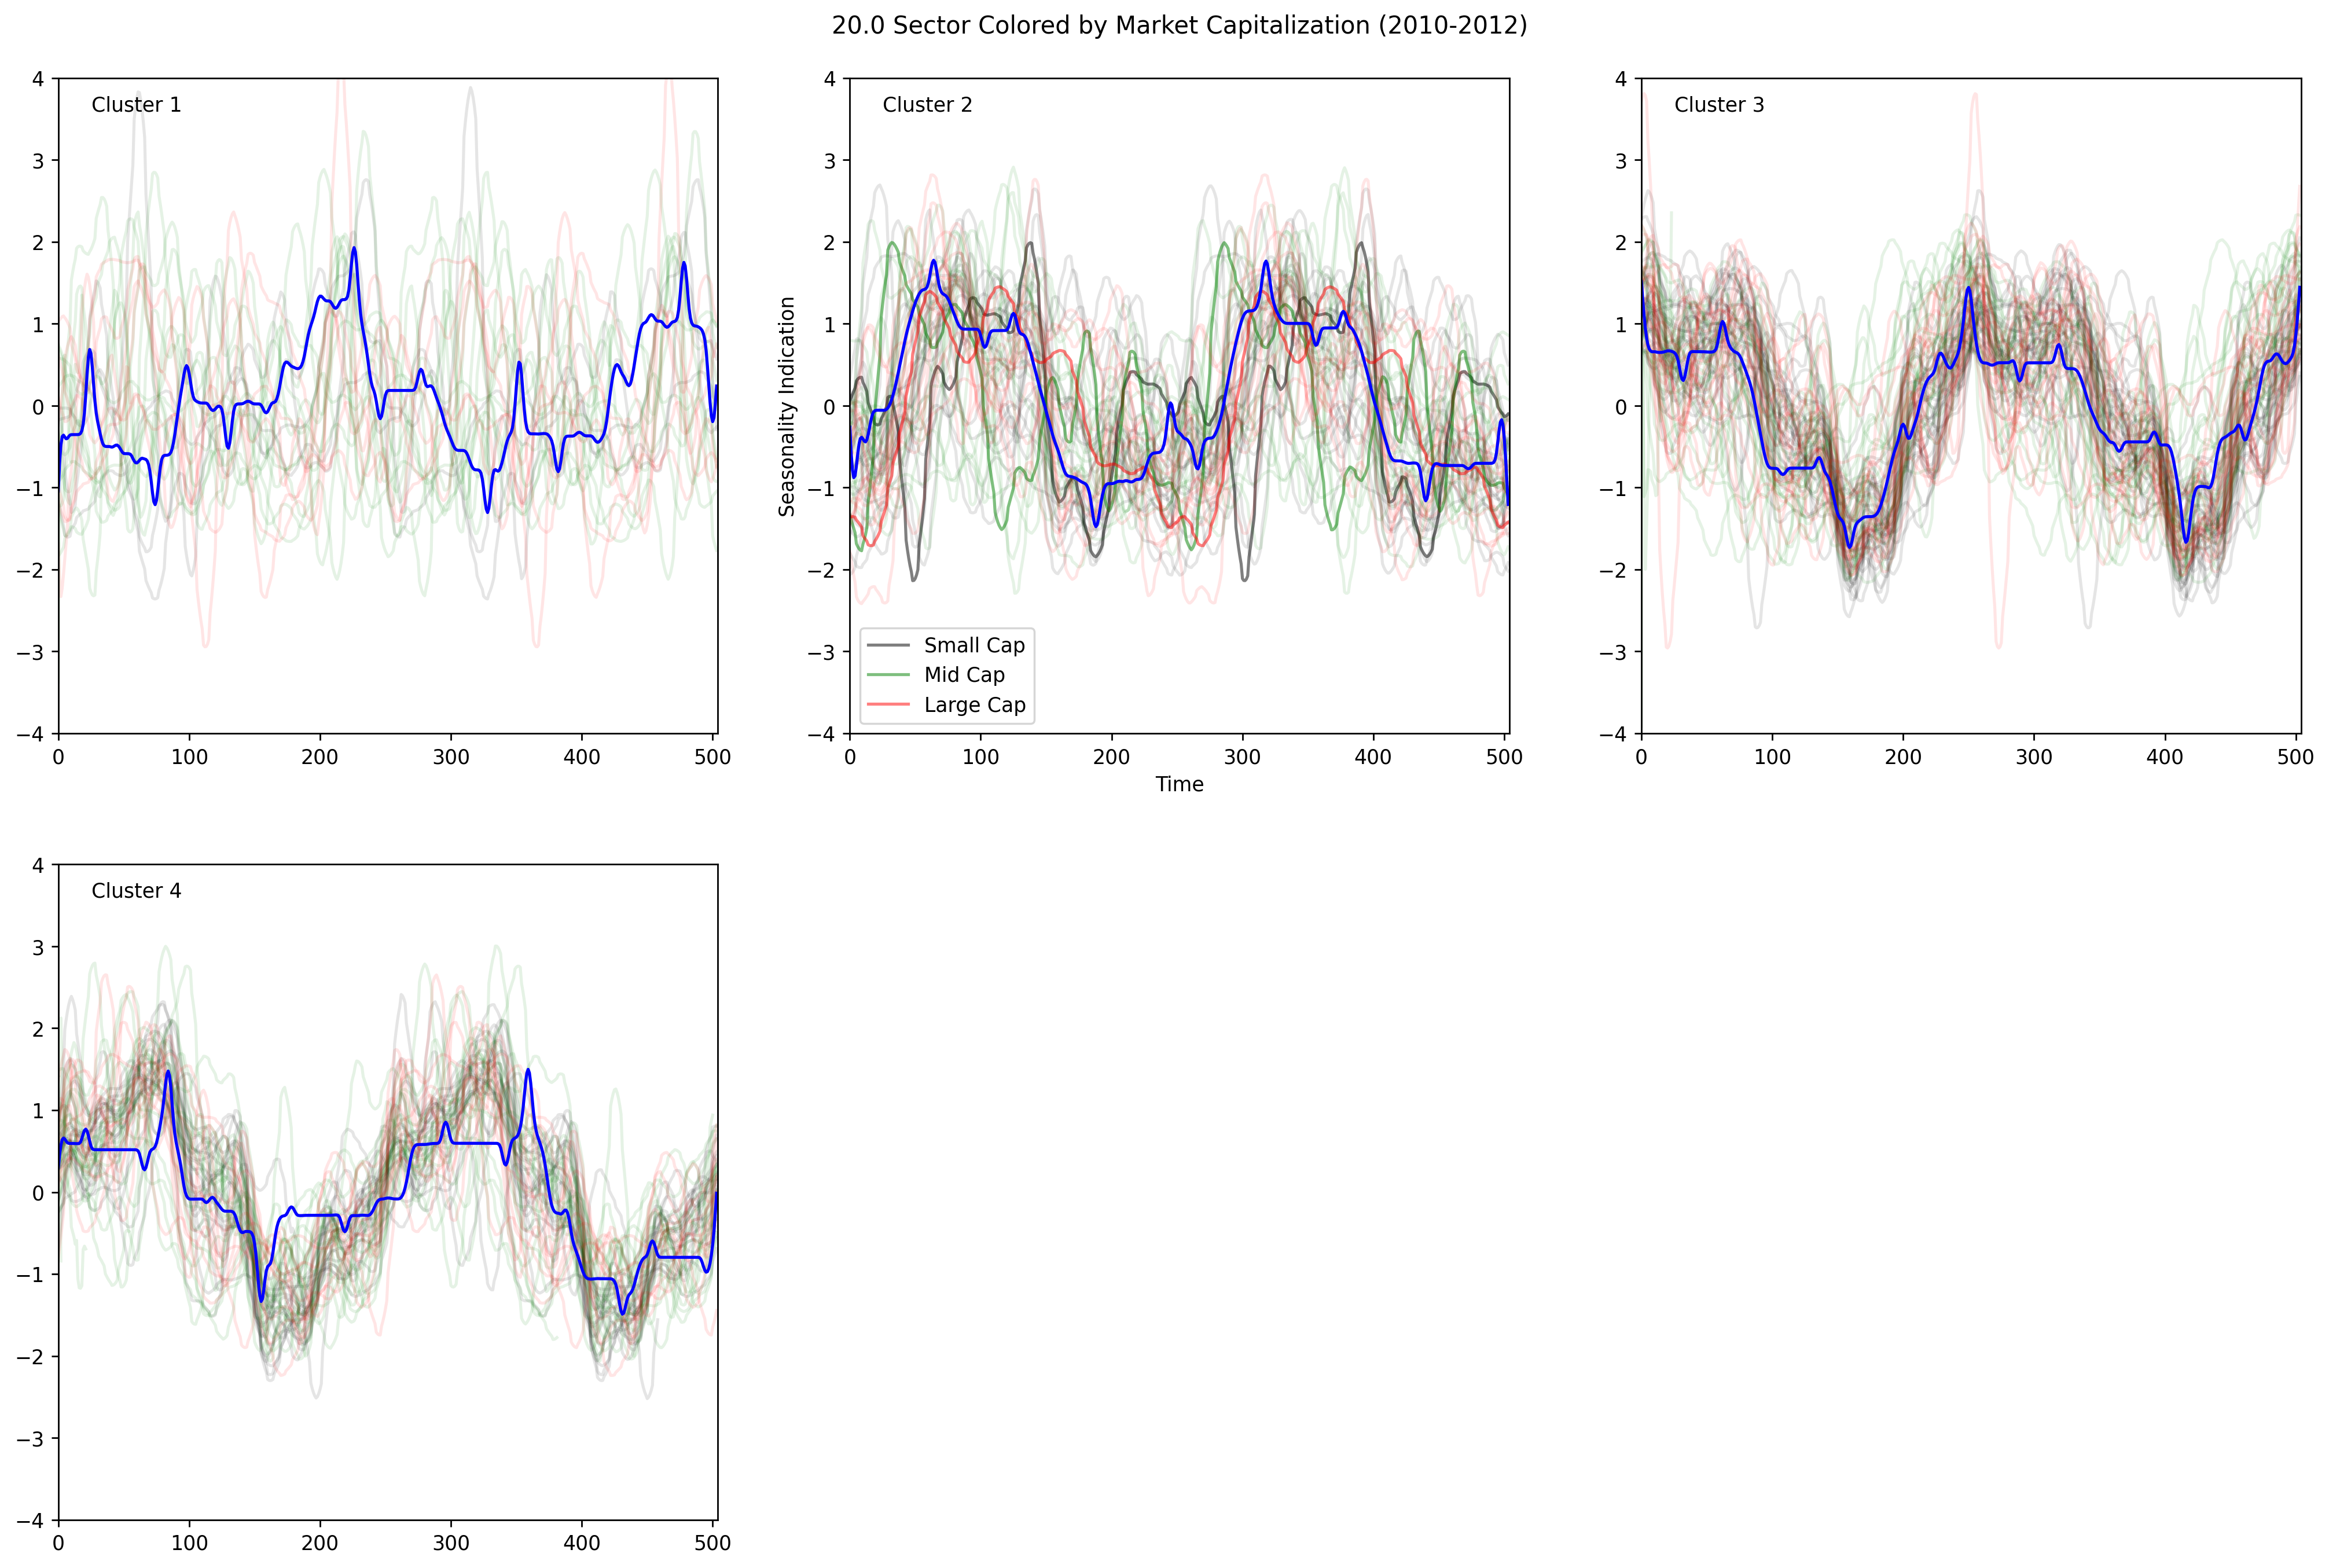 20.0 Sector Colored by Market Capitalization (2010-2012)
Cluster 1
4
3
2
1
0
−1
−2
−3
−4
0 100 200 300 400 500
Cluster 2
Seasonality Indication
4
3
2
1
0
−1
−2
−3
−4
Small Cap
Mid Cap
Large Cap
0 100 200 300 400 500
Time
Cluster 3
4
3
2
1
0
−1
−2
−3
−4
0 100 200 300 400 500
Cluster 4
4
3
2
1
0
−1
−2
−3
−4
0 100 200 300 400 500